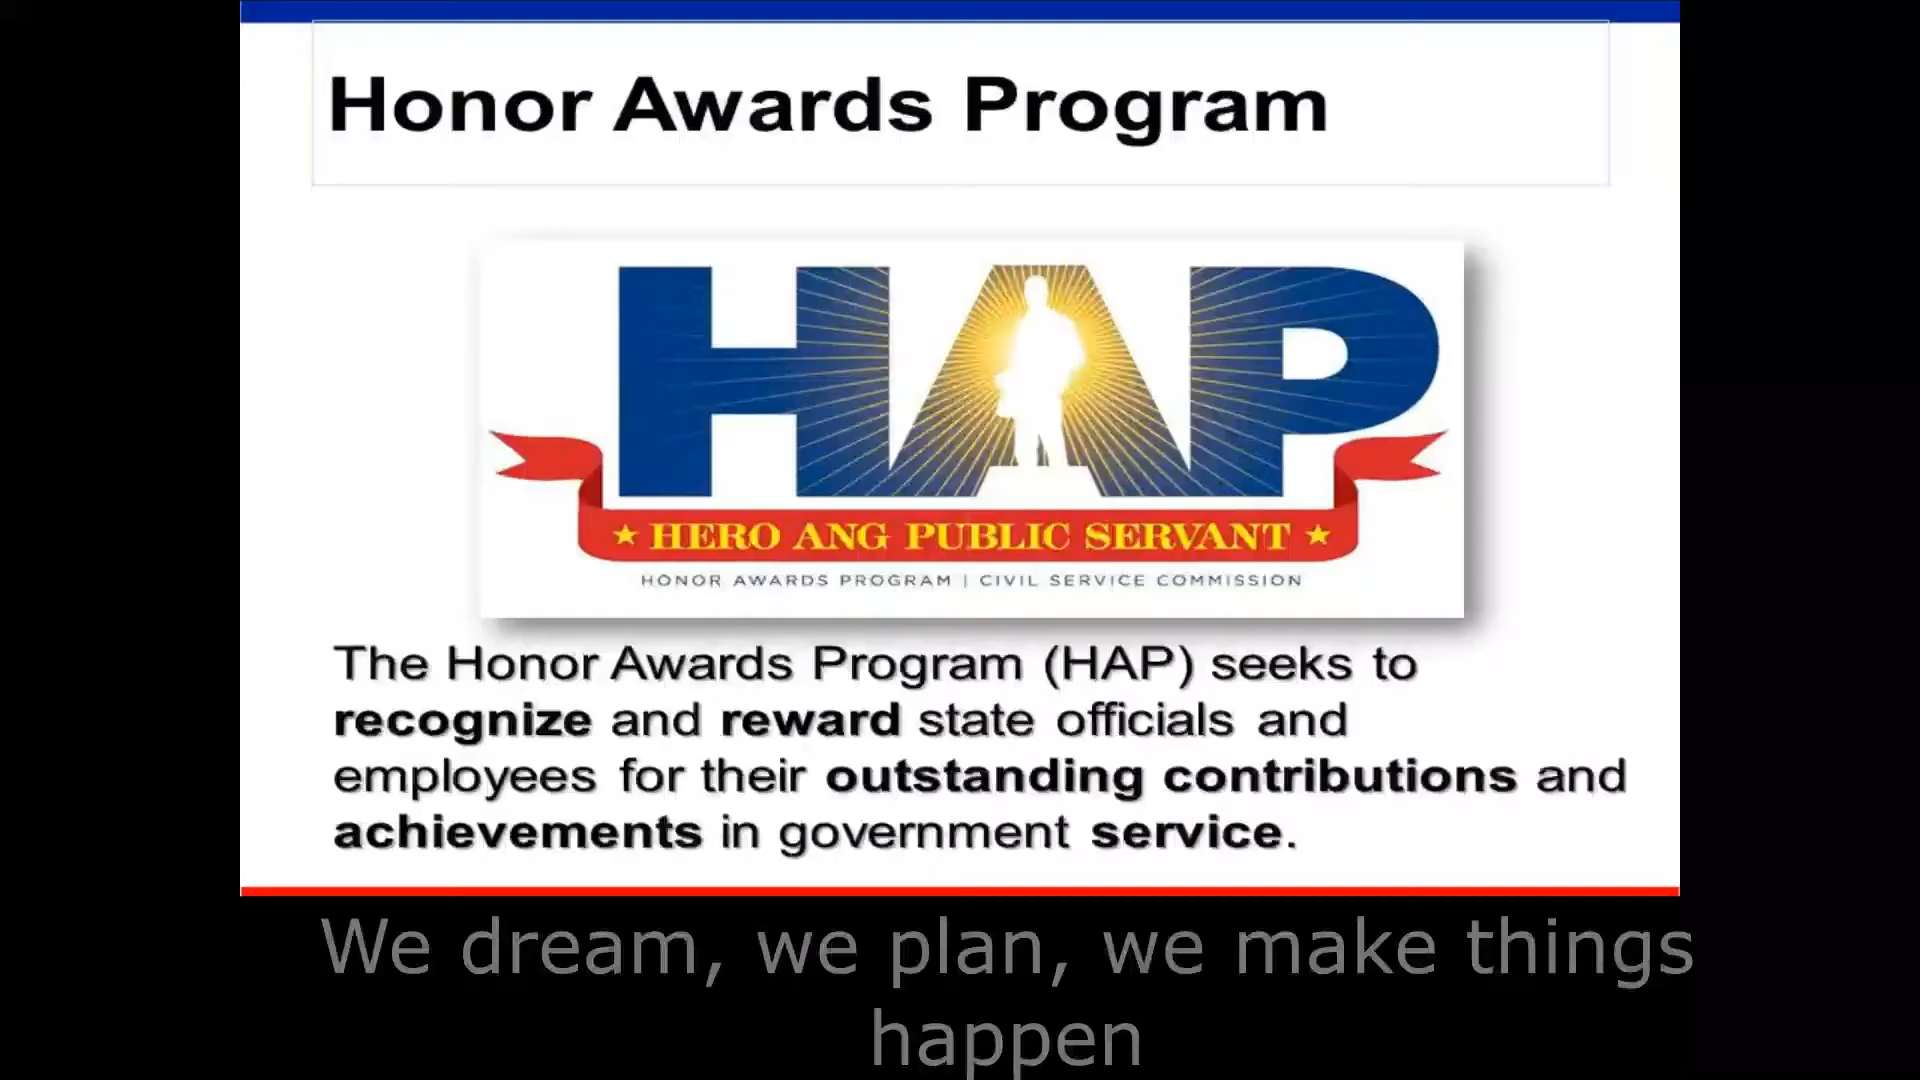 Honor Awards Program
HAP
★ HERO ANG PUBLIC SERVANT ★
HONOR AWARDS PROGRAM | CIVIL SERVICE COMMISSION
The Honor Awards Program (HAP) seeks to
recognize and reward state officials and
employees for their outstanding contributions and
achievements in government service.
We dream, we plan, we make things
happen